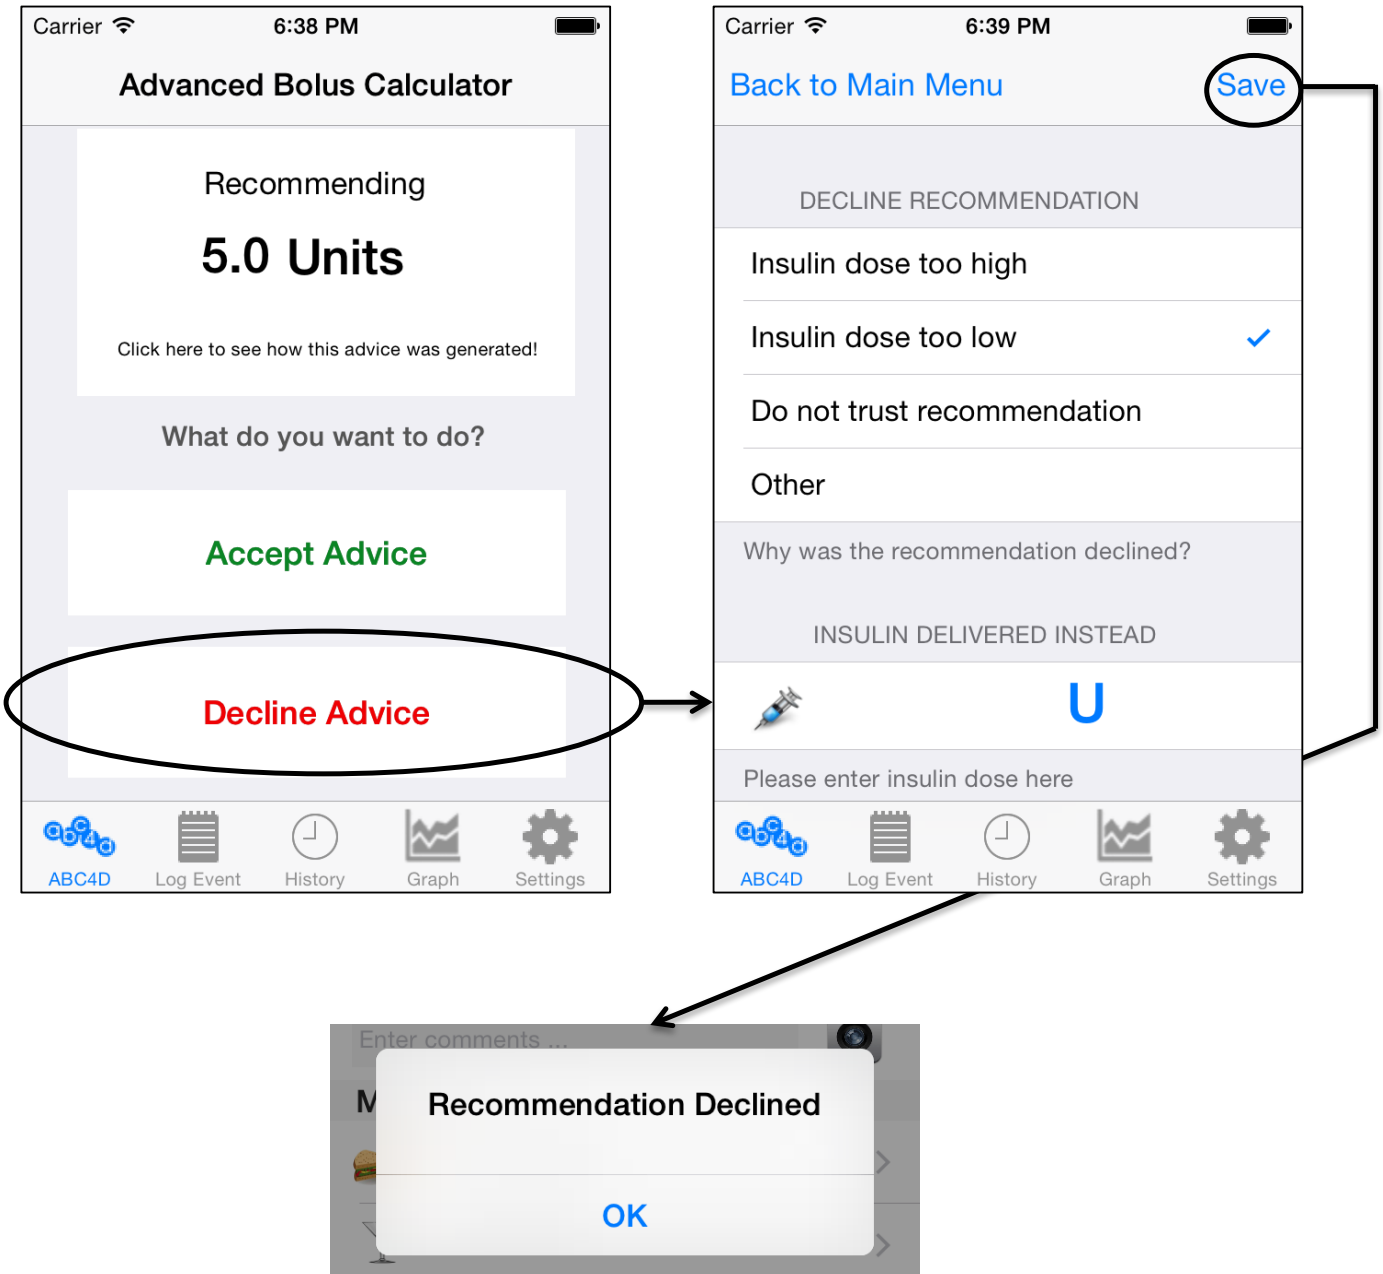 Carrier 6:38 PM
Advanced Bolus Calculator
Recommending
5.0 Units
Click here to see how this advice was generated!
What do you want to do?
Accept Advice
Decline Advice
abc4d
ABC4D Log Event History Graph Settings
Carrier 6:39 PM
Back to Main Menu Save
DECLINE RECOMMENDATION
Insulin dose too high
Insulin dose too low
Do not trust recommendation
Other
Why was the recommendation declined?
INSULIN DELIVERED INSTEAD
U
Please enter insulin dose here
abc4d
ABC4D Log Event History Graph Settings
Enter comments ...
M
Recommendation Declined
OK